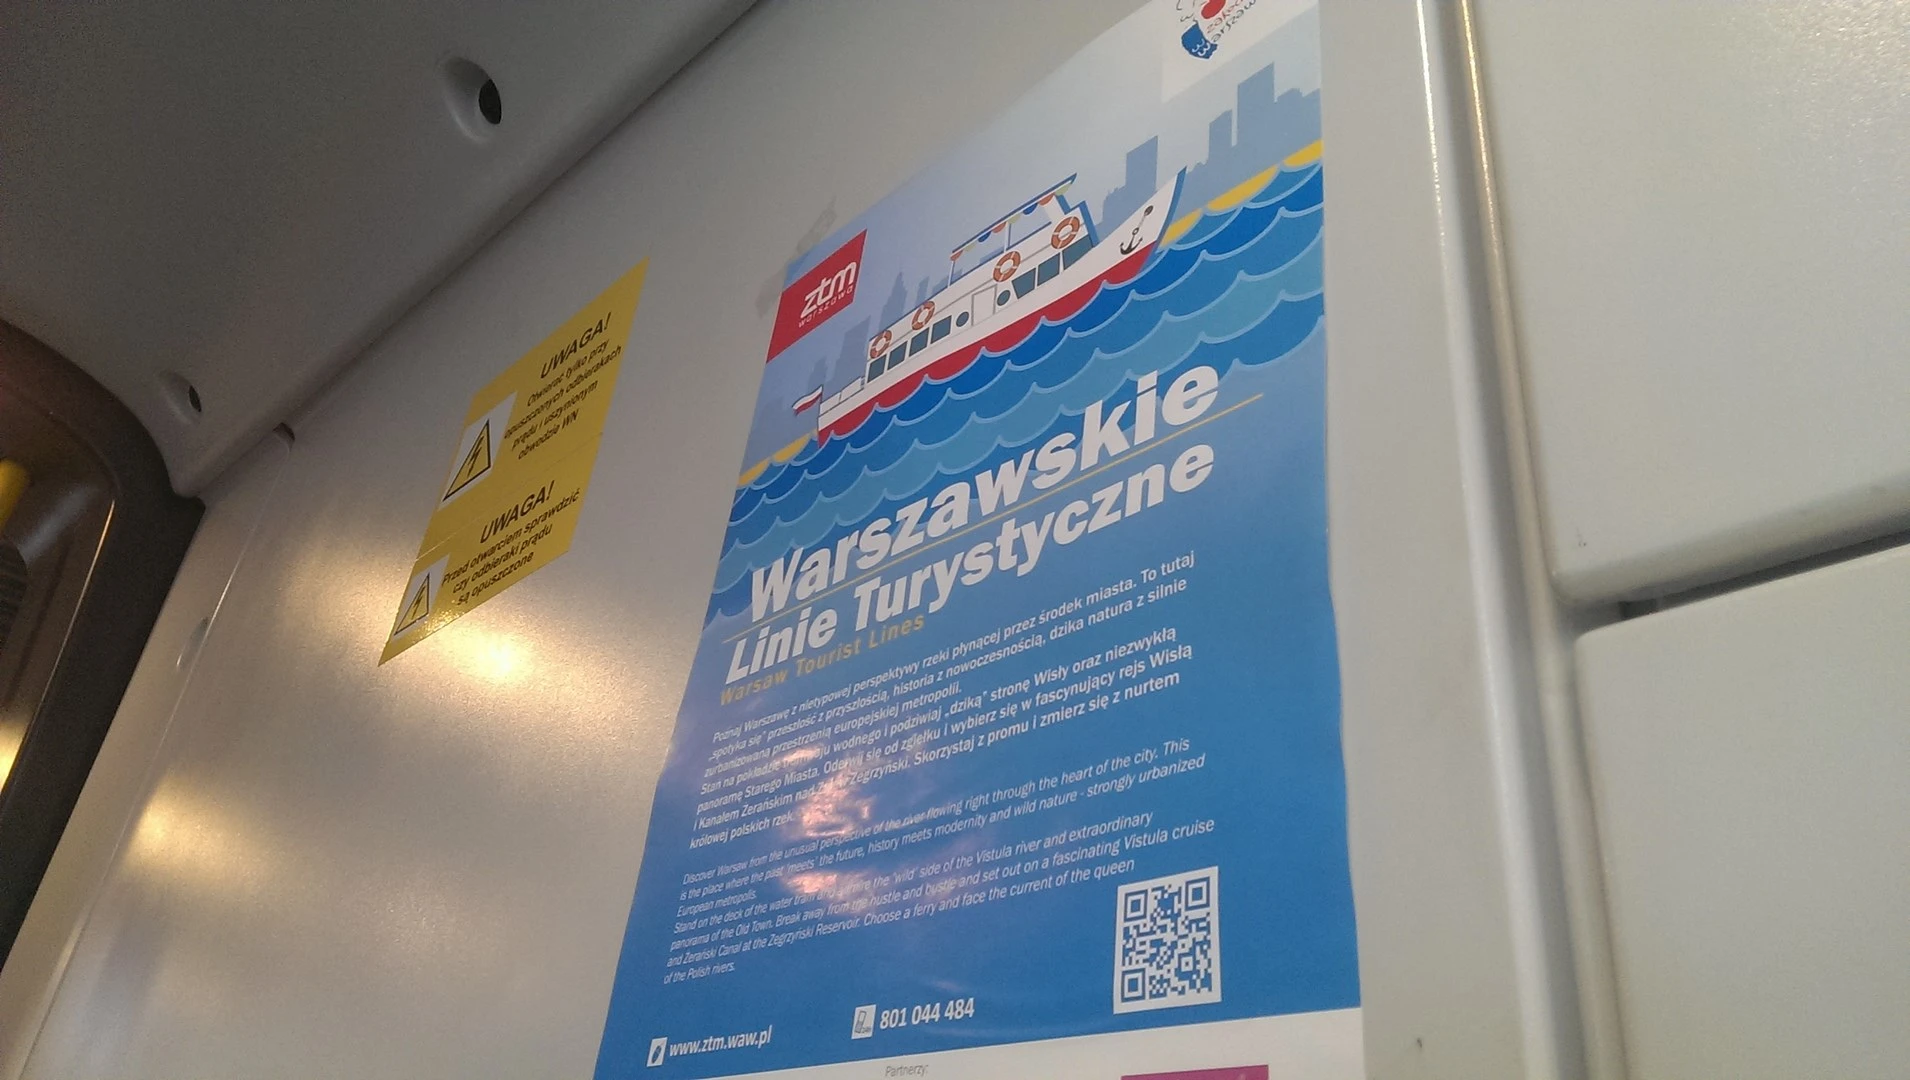 UWAGA!
Otwierać tylko przy
opuszczonych odbierakach
prądu i uszynionym
obwodzie WN
UWAGA!
Przed otwarciem sprawdzić
czy odbieraki prądu
są opuszczone
ztm
warszawa
Warszawskie
Linie Turystyczne
Warsaw Tourist Lines
Poznaj Warszawę z nietypowej perspektywy rzeki płynącej przez środek miasta. To tutaj
„spotyka się” przeszłość z przyszłością, historia z nowoczesnością, dzika natura z silnie
zurbanizowaną przestrzenią europejskiej metropolii.
Stań na pokładzie tramwaju wodnego i podziwiaj „dziką” stronę Wisły oraz niezwykłą
panoramę Starego Miasta. Oderwij się od zgiełku i wybierz się w fascynujący rejs Wisłą
i Kanałem Żerańskim nad Zalew Zegrzyński. Skorzystaj z promu i zmierz się z nurtem
królowej polskich rzek.
Discover Warsaw from the unusual perspective of the river flowing right through the heart of the city. This
is the place where the past 'meets' the future, history meets modernity and wild nature - strongly urbanized
European metropolis.
Stand on the deck of the water tram and admire the 'wild' side of the Vistula river and extraordinary
panorama of the Old Town. Break away from the hustle and bustle and set out on a fascinating Vistula cruise
and Żerański Canal at the Zegrzyński Reservoir. Choose a ferry and face the current of the queen
of the Polish rivers.
www.ztm.waw.pl
801 044 484
Partnerzy: